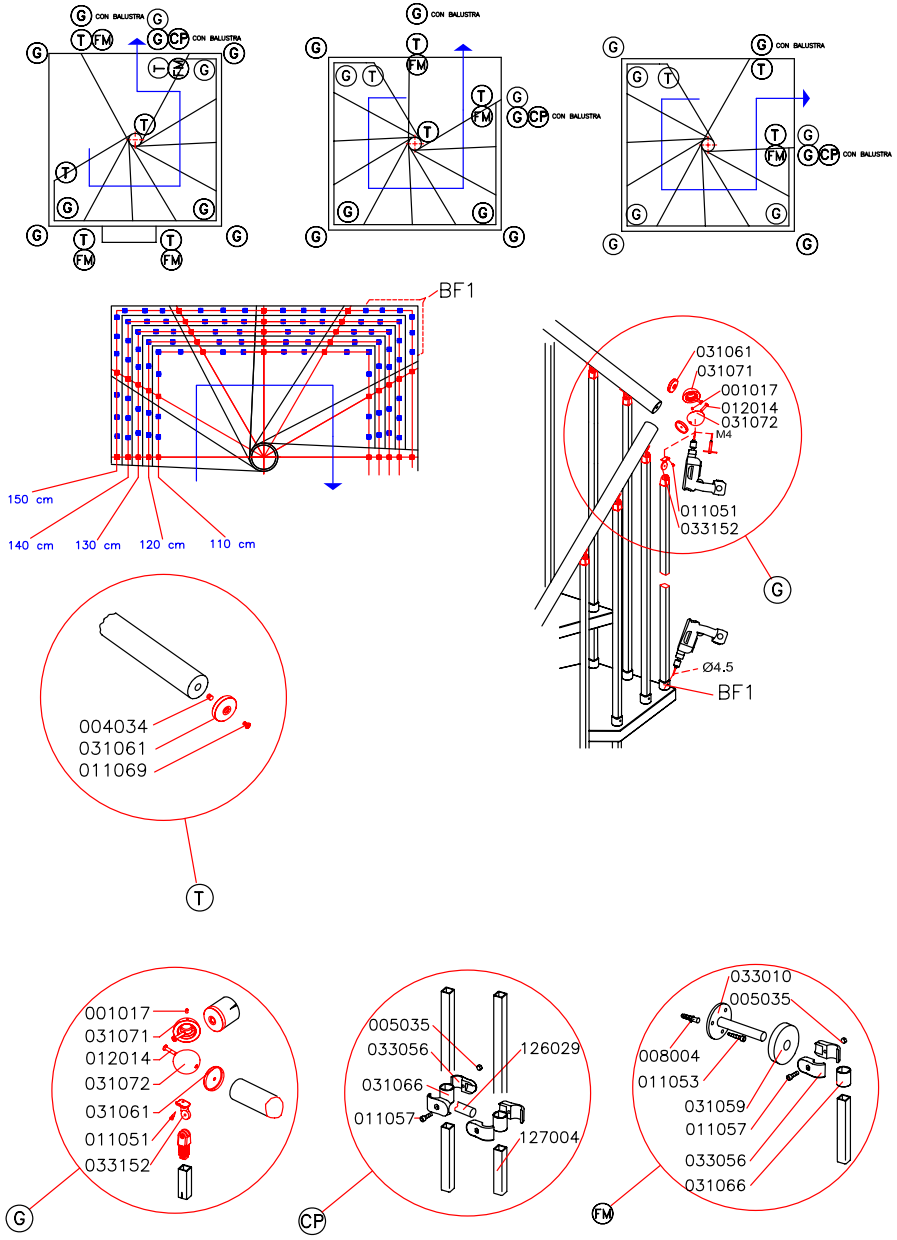 G CON BALUSTRA G
T FM G CP CON BALUSTRA
G G
T FM G
T
T
G G
G G
T T
FM FM
G CON BALUSTRA
G T
FM
G T
T G
FM G CP CON BALUSTRA
T
G G
G G
G CON BALUSTRA
G T
G T
T G
FM G CP CON BALUSTRA
G G
G G
BF1
150 cm
140 cm 130 cm 120 cm 110 cm
031061
031071
001017
012014
031072
M4
011051
033152
G
Ø4.5
BF1
004034
031061
011069
T
001017
031071
012014
031072
031061
011051
033152
G
005035
033056
031066
011057
126029
127004
CP
033010
005035
008004
011053
031059
011057
033056
031066
FM